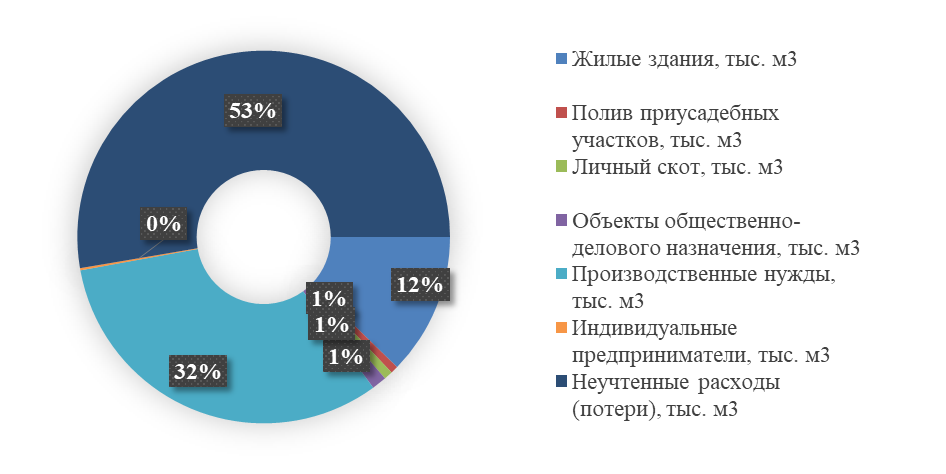 53%
0%
12%
1%
1%
1%
32%
Жилые здания, тыс. м3
Полив приусадебных
участков, тыс. м3
Личный скот, тыс. м3
Объекты общественно-
делового назначения, тыс. м3
Производственные нужды,
тыс. м3
Индивидуальные
предприниматели, тыс. м3
Неучтенные расходы
(потери), тыс. м3